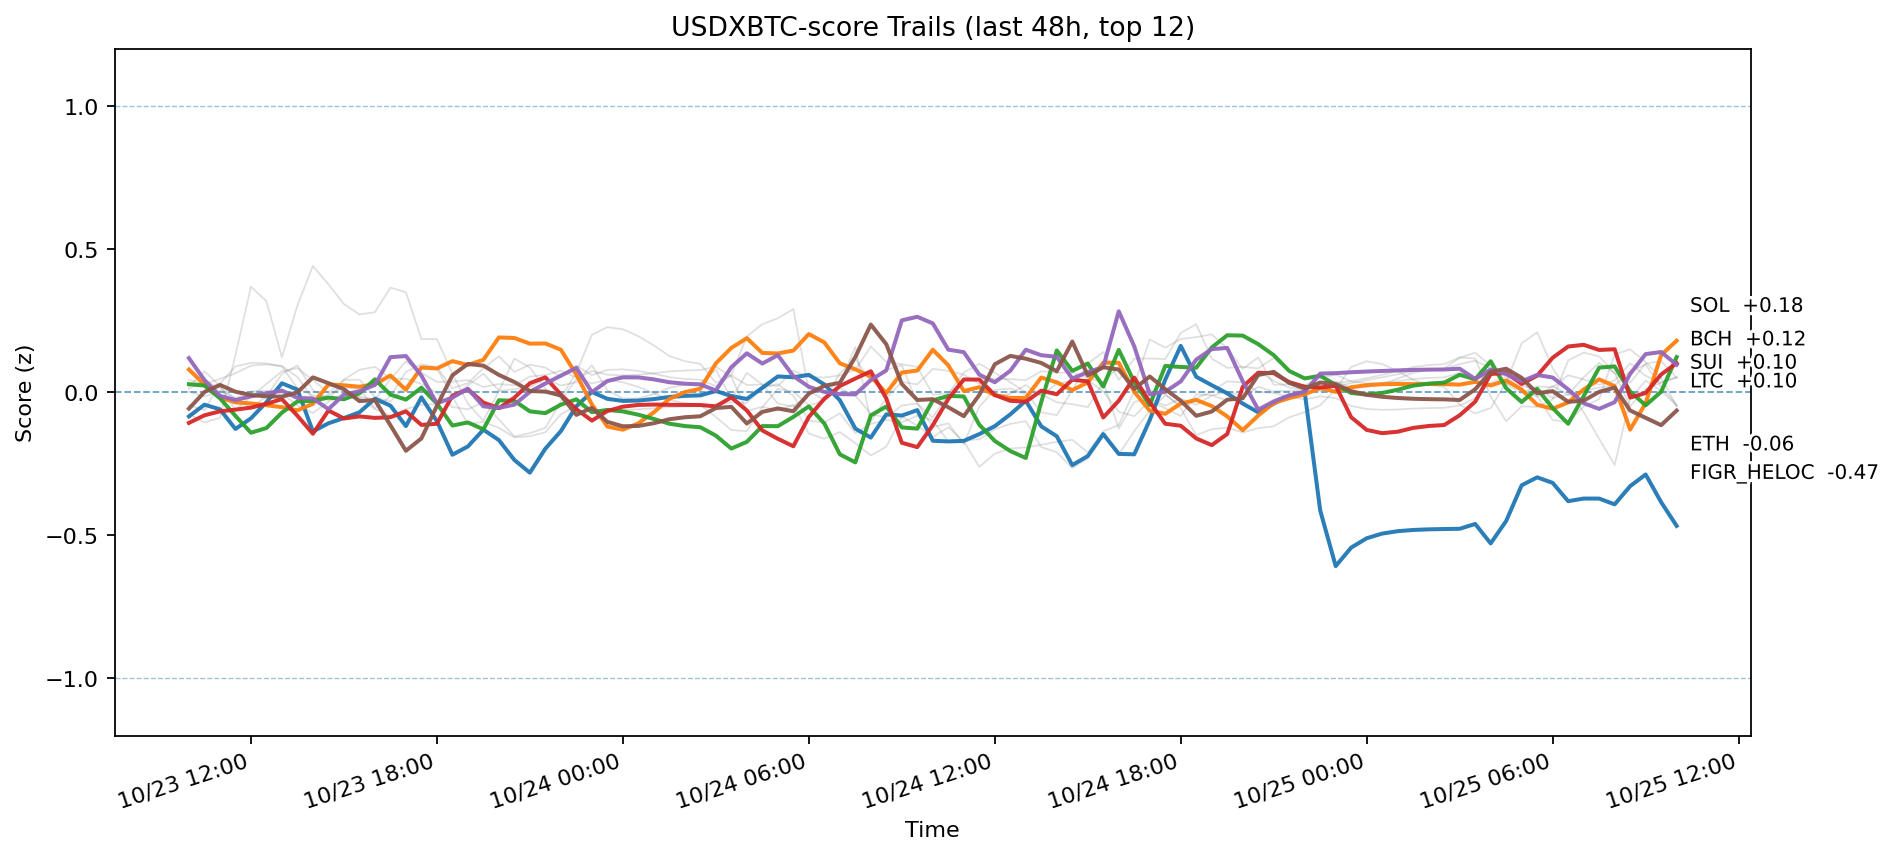 USDXBTC-score Trails (last 48h, top 12)
Score (z)
1.0
0.5
0.0
−0.5
−1.0
SOL +0.18
BCH +0.12
SUI +0.10
LTC +0.10
ETH -0.06
FIGR_HELOC -0.47
10/23 12:00
10/23 18:00
10/24 00:00
10/24 06:00
10/24 12:00
10/24 18:00
10/25 00:00
10/25 06:00
10/25 12:00
Time